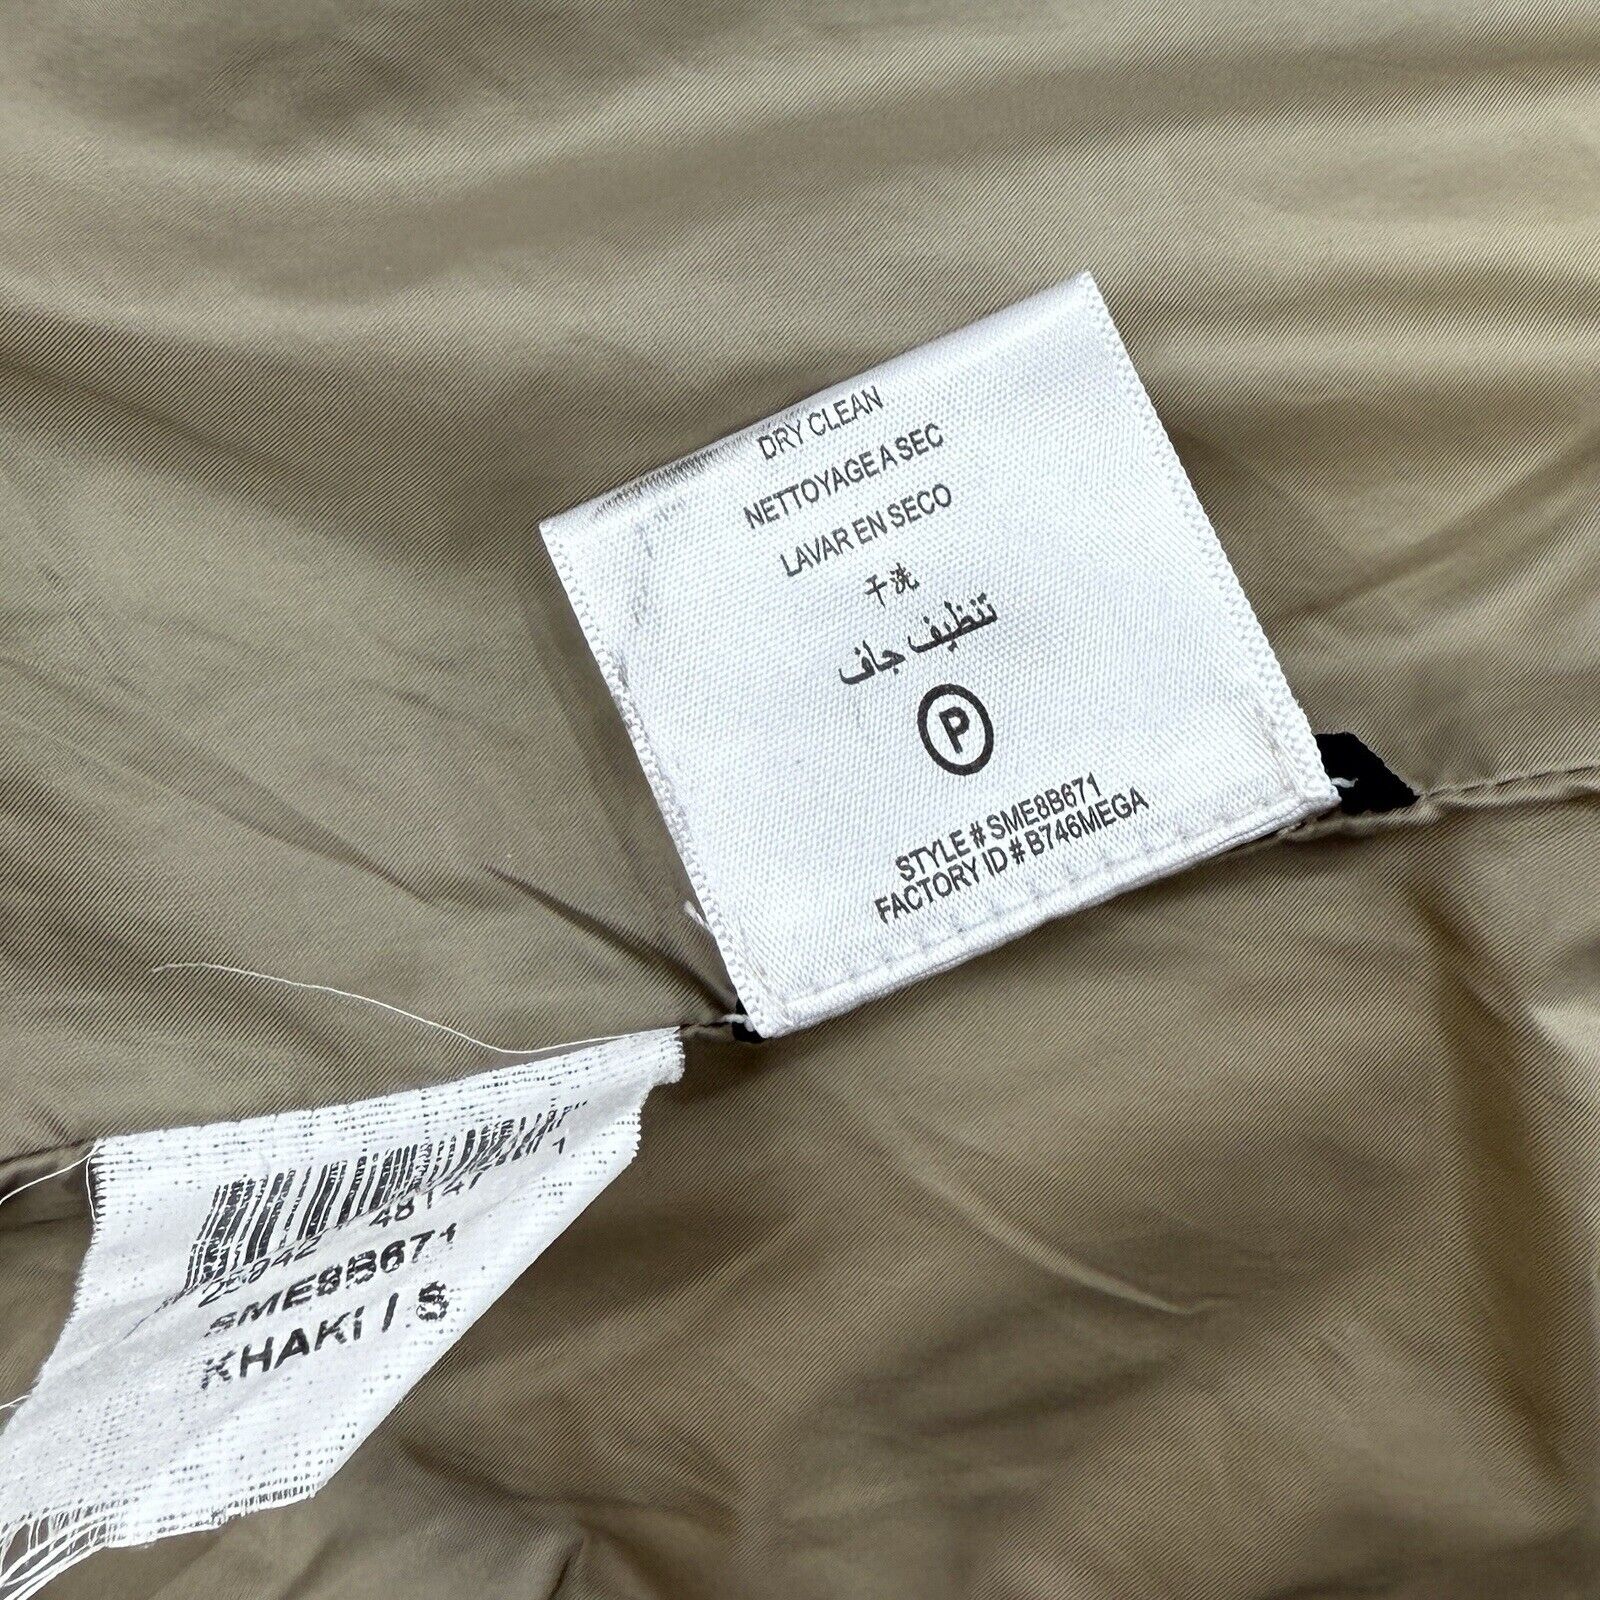 DRY CLEAN
NETTOYAGE A SEC
LAVAR EN SECO
干洗
تنظيف جاف
P
STYLE # SME8B671
FACTORY ID # B746MEGA
SME8B671
KHAKI / S